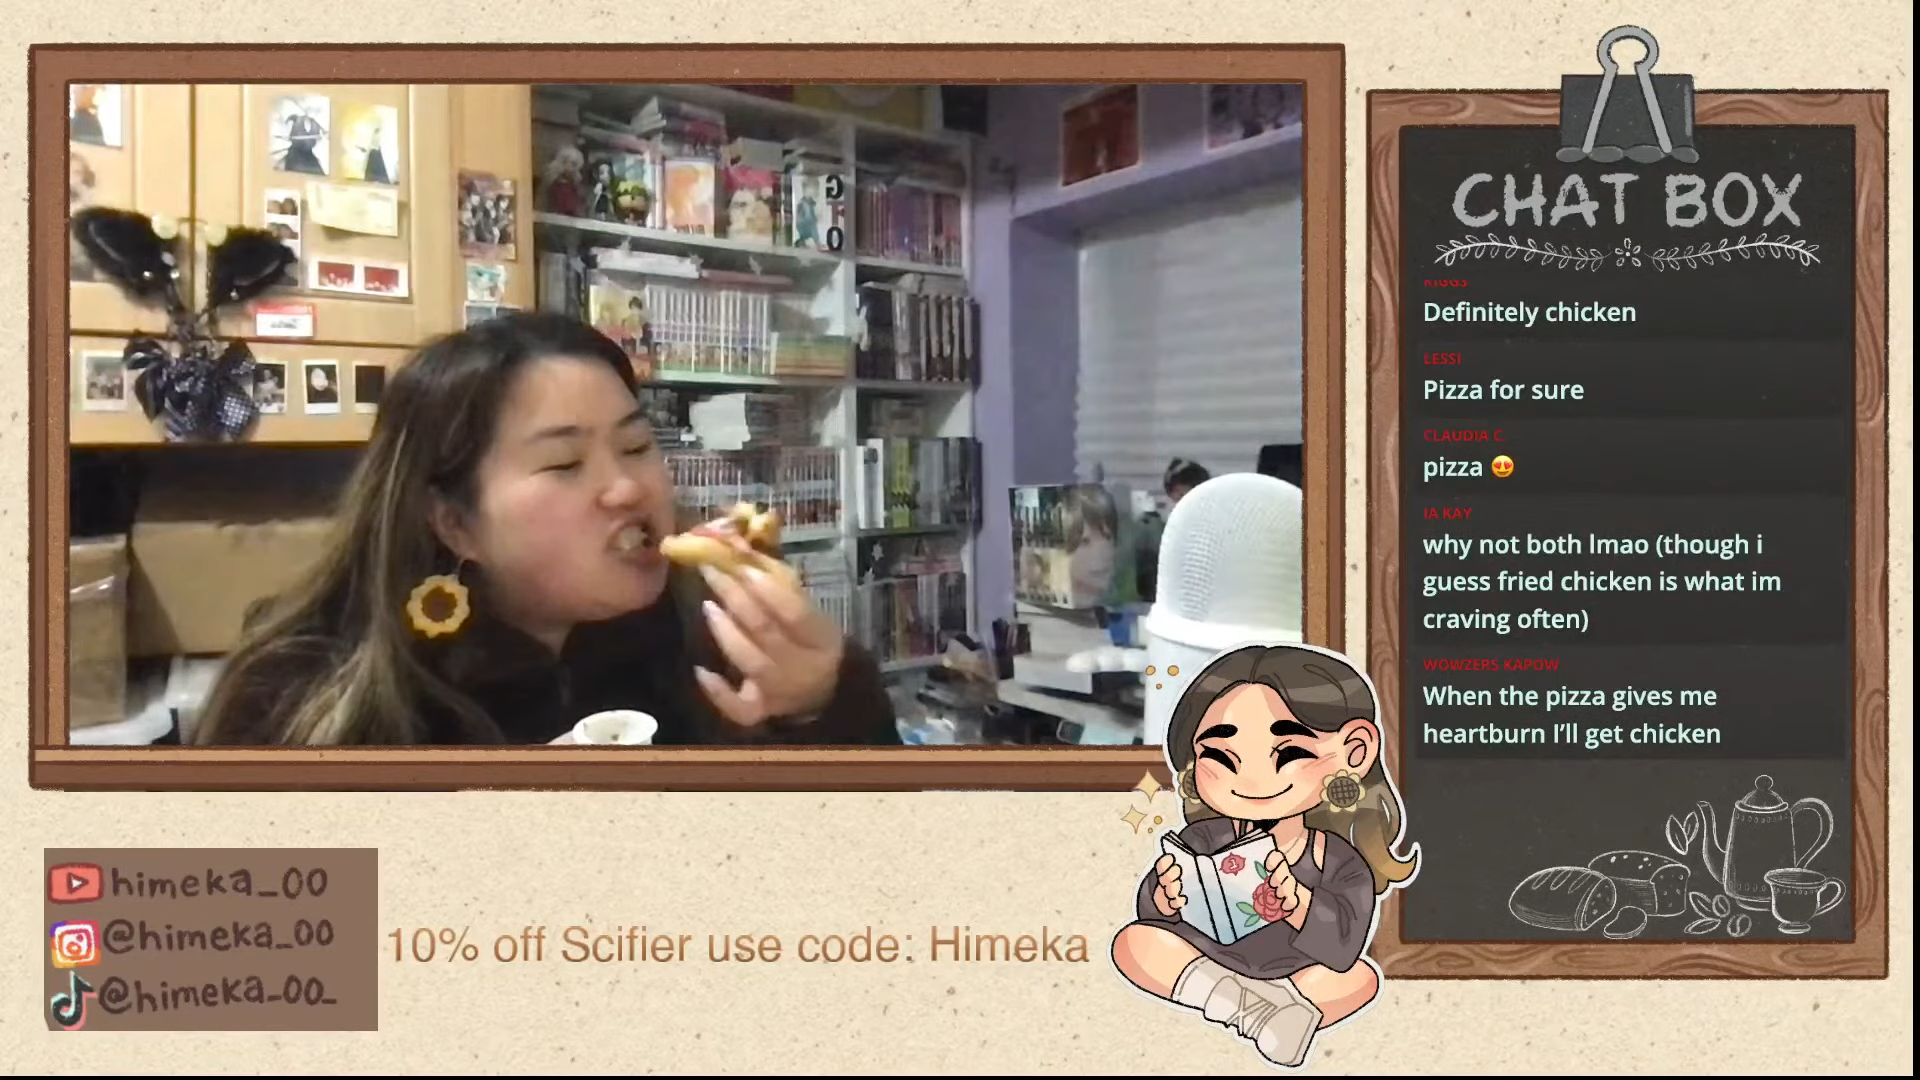 CHAT BOX
RIGGS
Definitely chicken
LESSI
Pizza for sure
CLAUDIA C.
pizza 😍
IA KAY
why not both lmao (though i
guess fried chicken is what im
craving often)
WOWZERS KAPOW
When the pizza gives me
heartburn I’ll get chicken
himeka_00
@himeka_00
@himeka_00_
10% off Scifier use code: Himeka
GTO